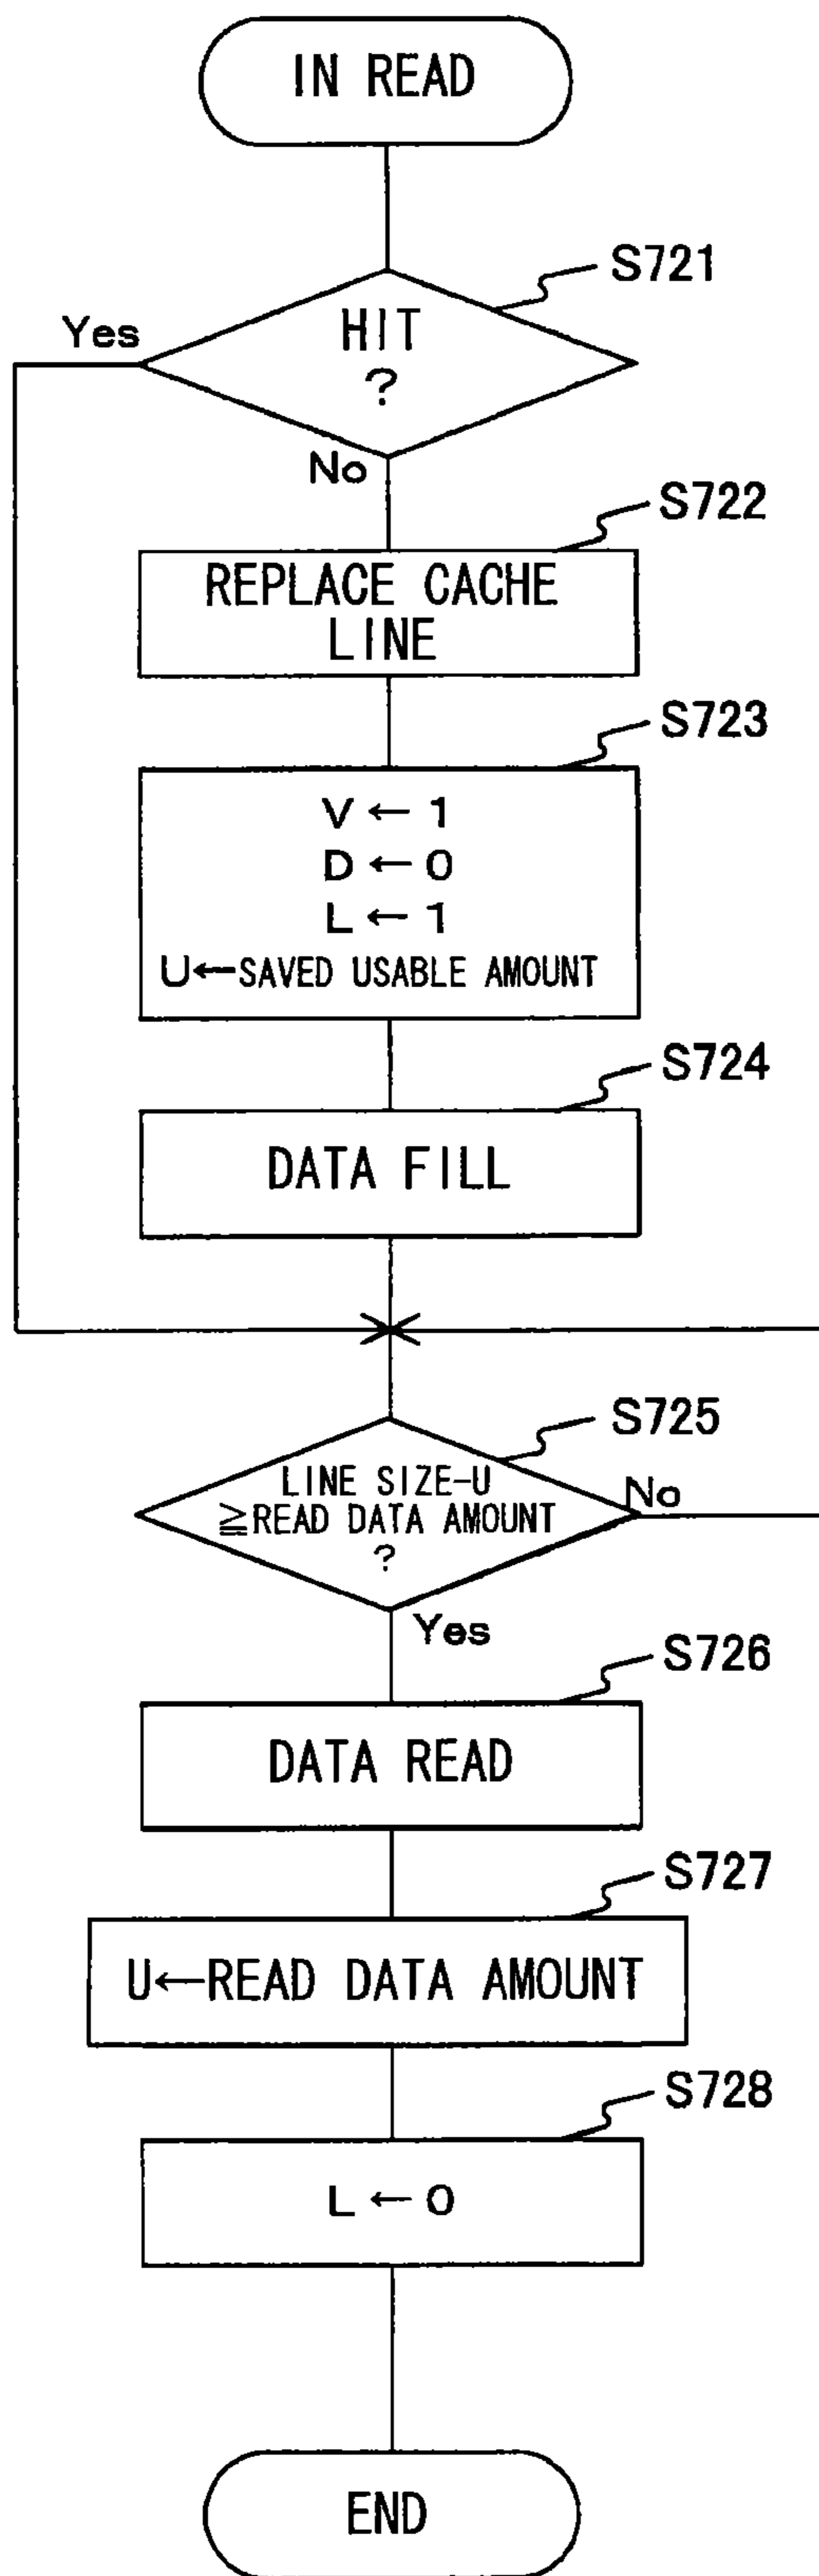 IN READ
S721
Yes
HIT
?
No
S722
REPLACE CACHE
LINE
S723
V←1
D←0
L←1
U←SAVED USABLE AMOUNT
S724
DATA FILL
S725
LINE SIZE-U
≧READ DATA AMOUNT
?
No
Yes
S726
DATA READ
S727
U←READ DATA AMOUNT
S728
L←0
END